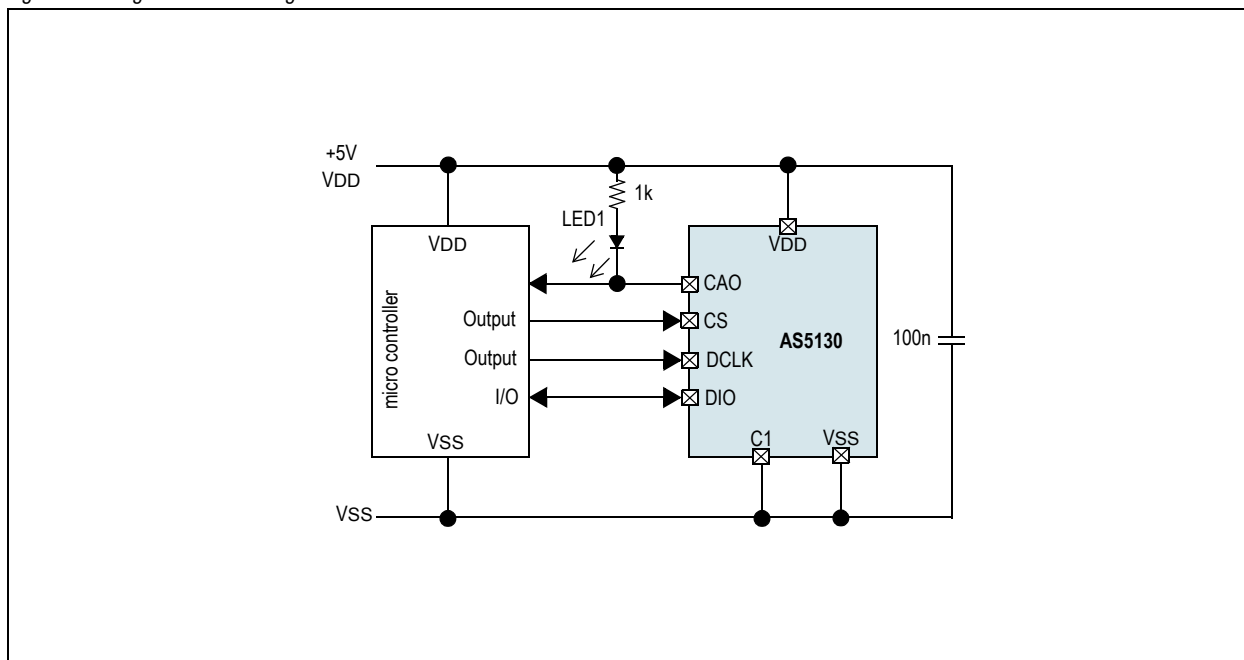 +5V
VDD
1k
LED1
VDD
VDD
micro controller
CAO
Output
CS
AS5130
100n
Output
DCLK
I/O
DIO
VSS
C1
VSS
VSS